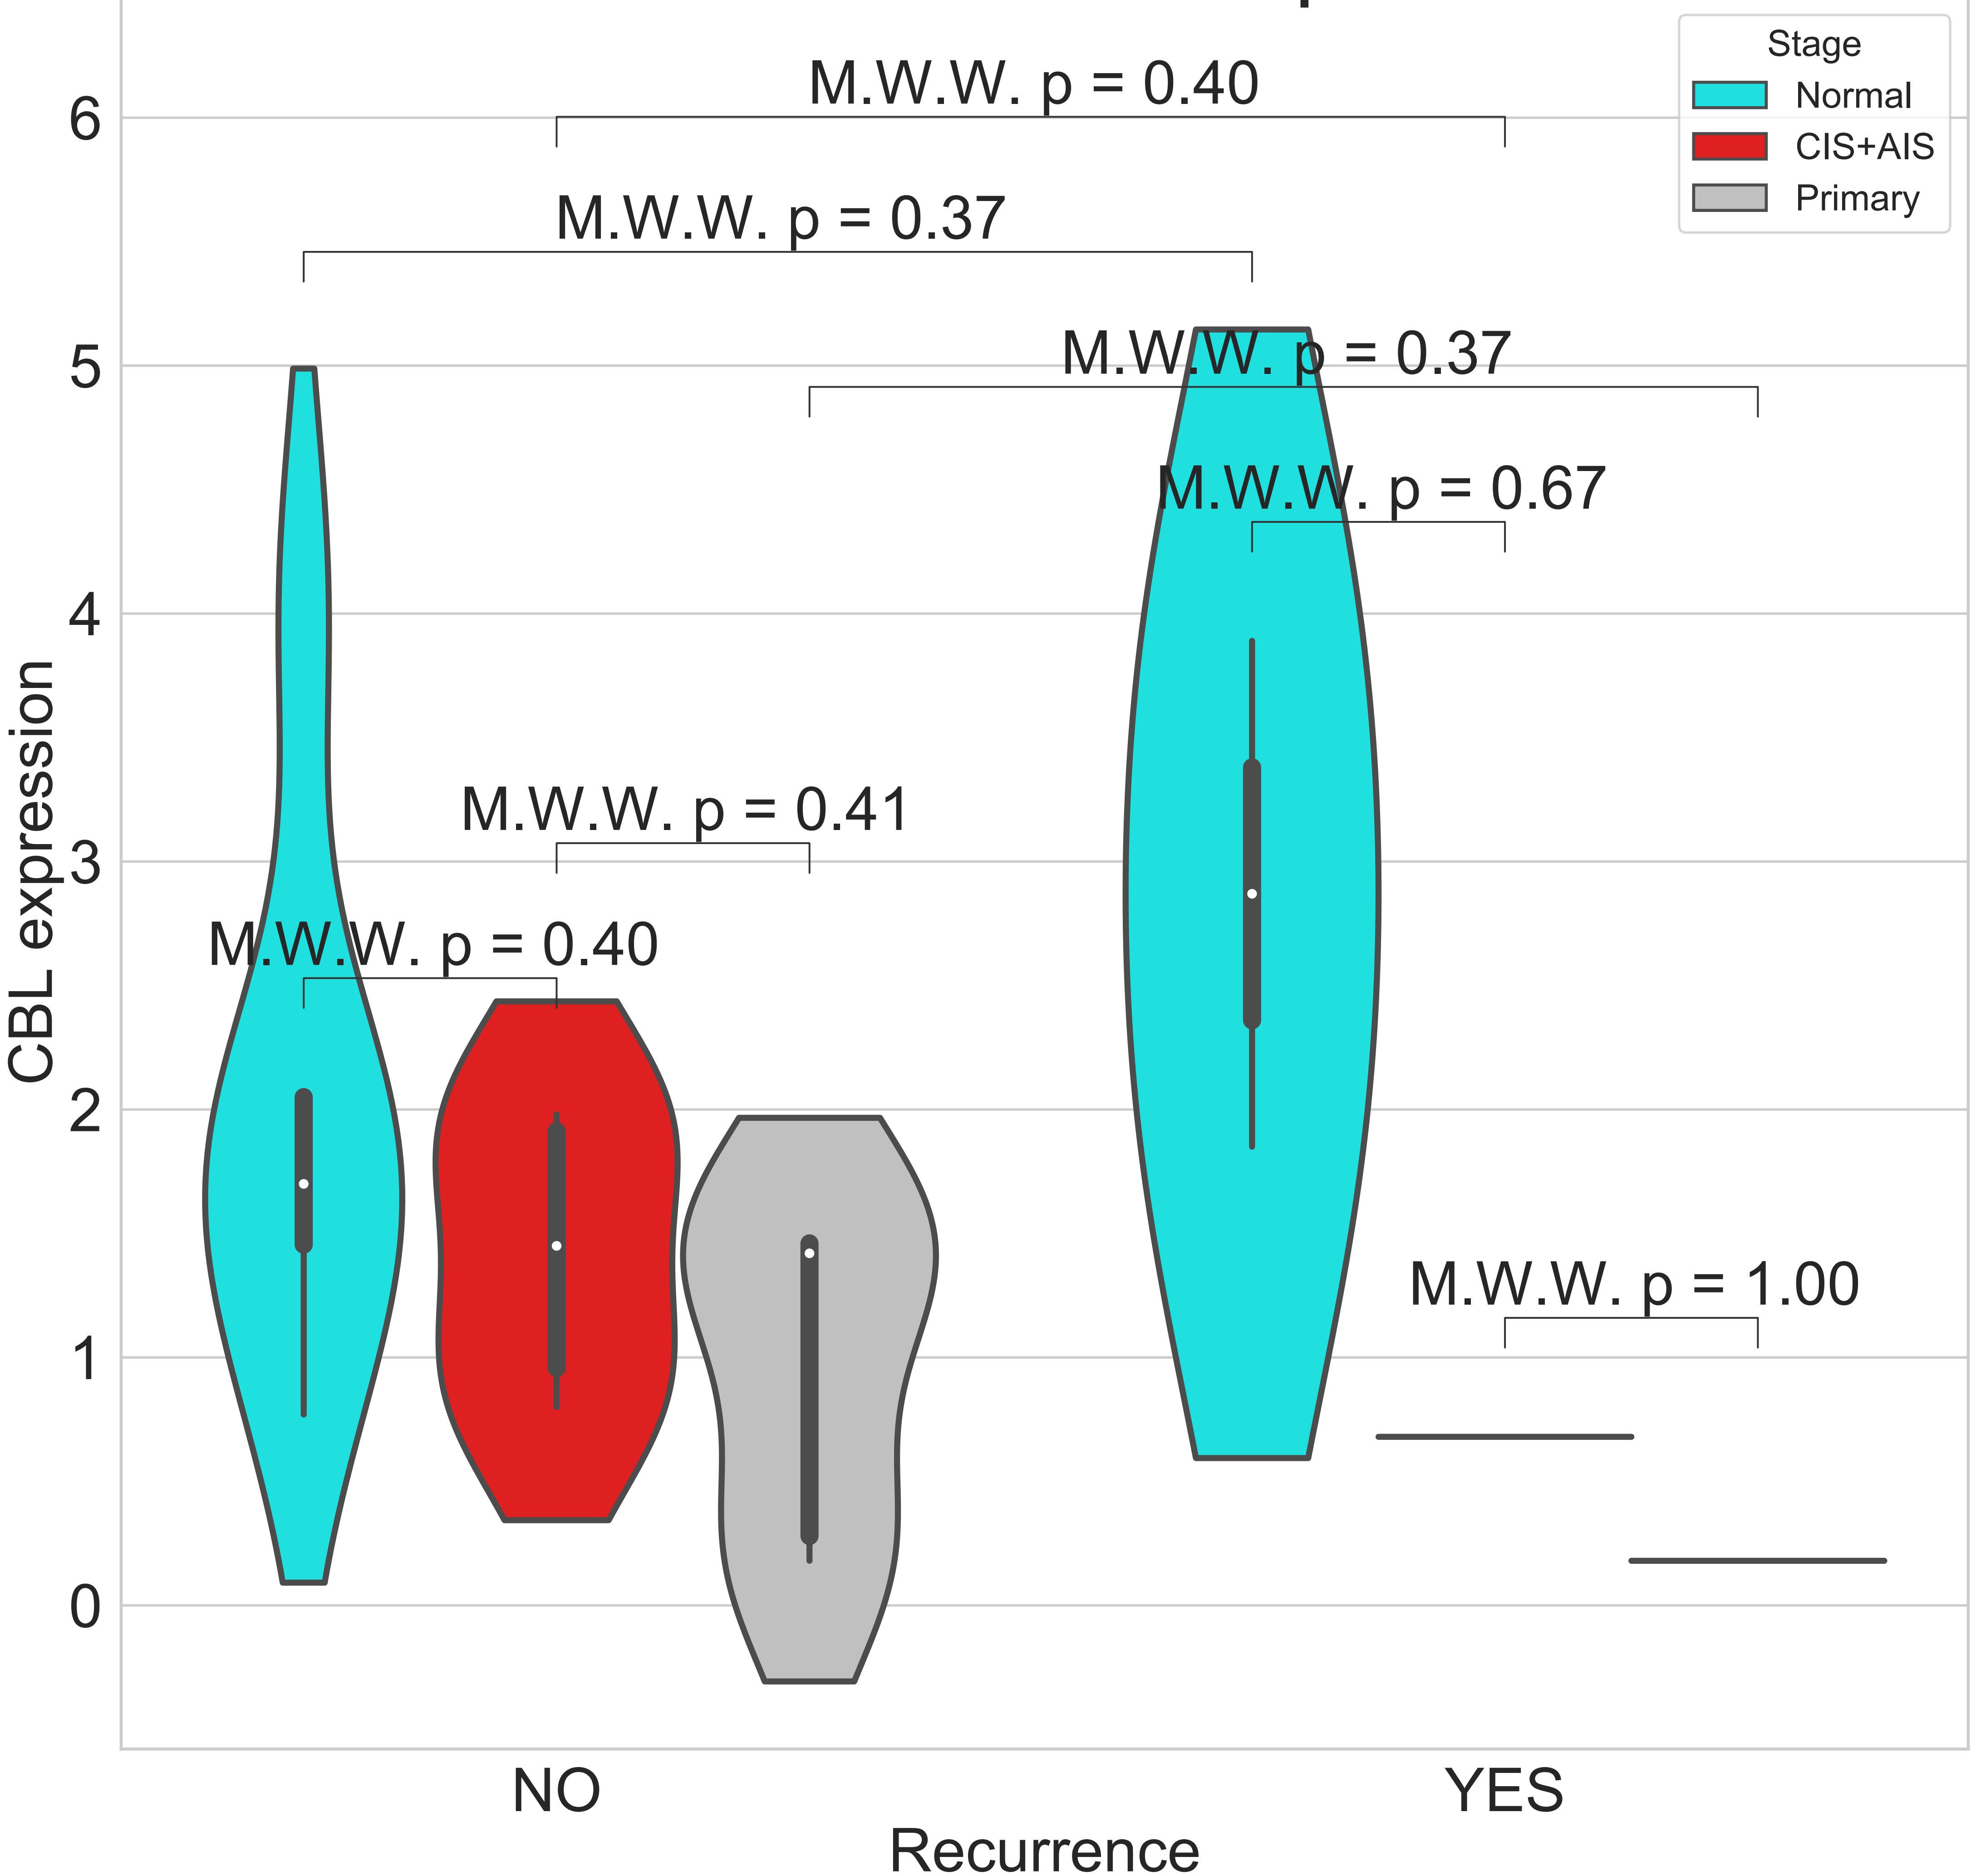 Stage
Normal
CIS+AIS
Primary
M.W.W. p = 0.40
M.W.W. p = 0.37
M.W.W. p = 0.37
M.W.W. p = 0.67
M.W.W. p = 0.41
M.W.W. p = 0.40
M.W.W. p = 1.00
6
5
4
3
2
1
0
CBL expression
NO
YES
Recurrence